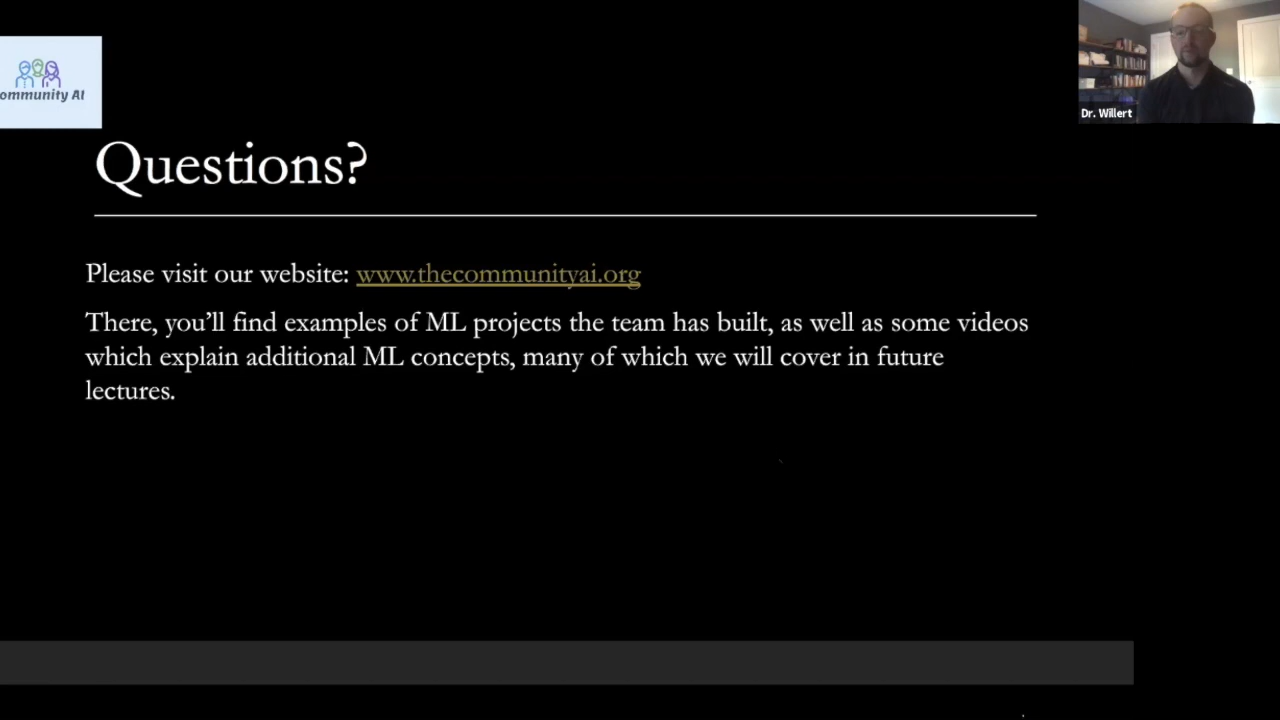 ommunity AI
Dr. Willert
Questions?
Please visit our website: www.thecommunityai.org
There, you’ll find examples of ML projects the team has built, as well as some videos
which explain additional ML concepts, many of which we will cover in future
lectures.